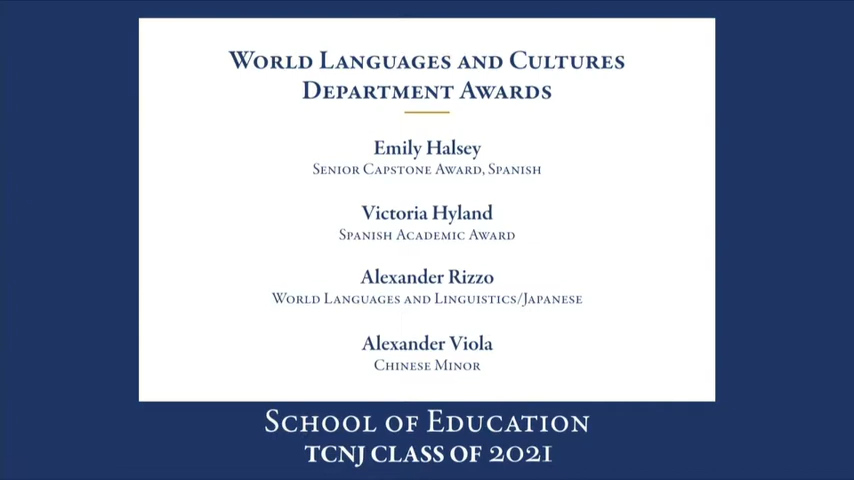 World Languages and Cultures
Department Awards
Emily Halsey
Senior Capstone Award, Spanish
Victoria Hyland
Spanish Academic Award
Alexander Rizzo
World Languages and Linguistics/Japanese
Alexander Viola
Chinese Minor
School of Education
TCNJ CLASS OF 2021